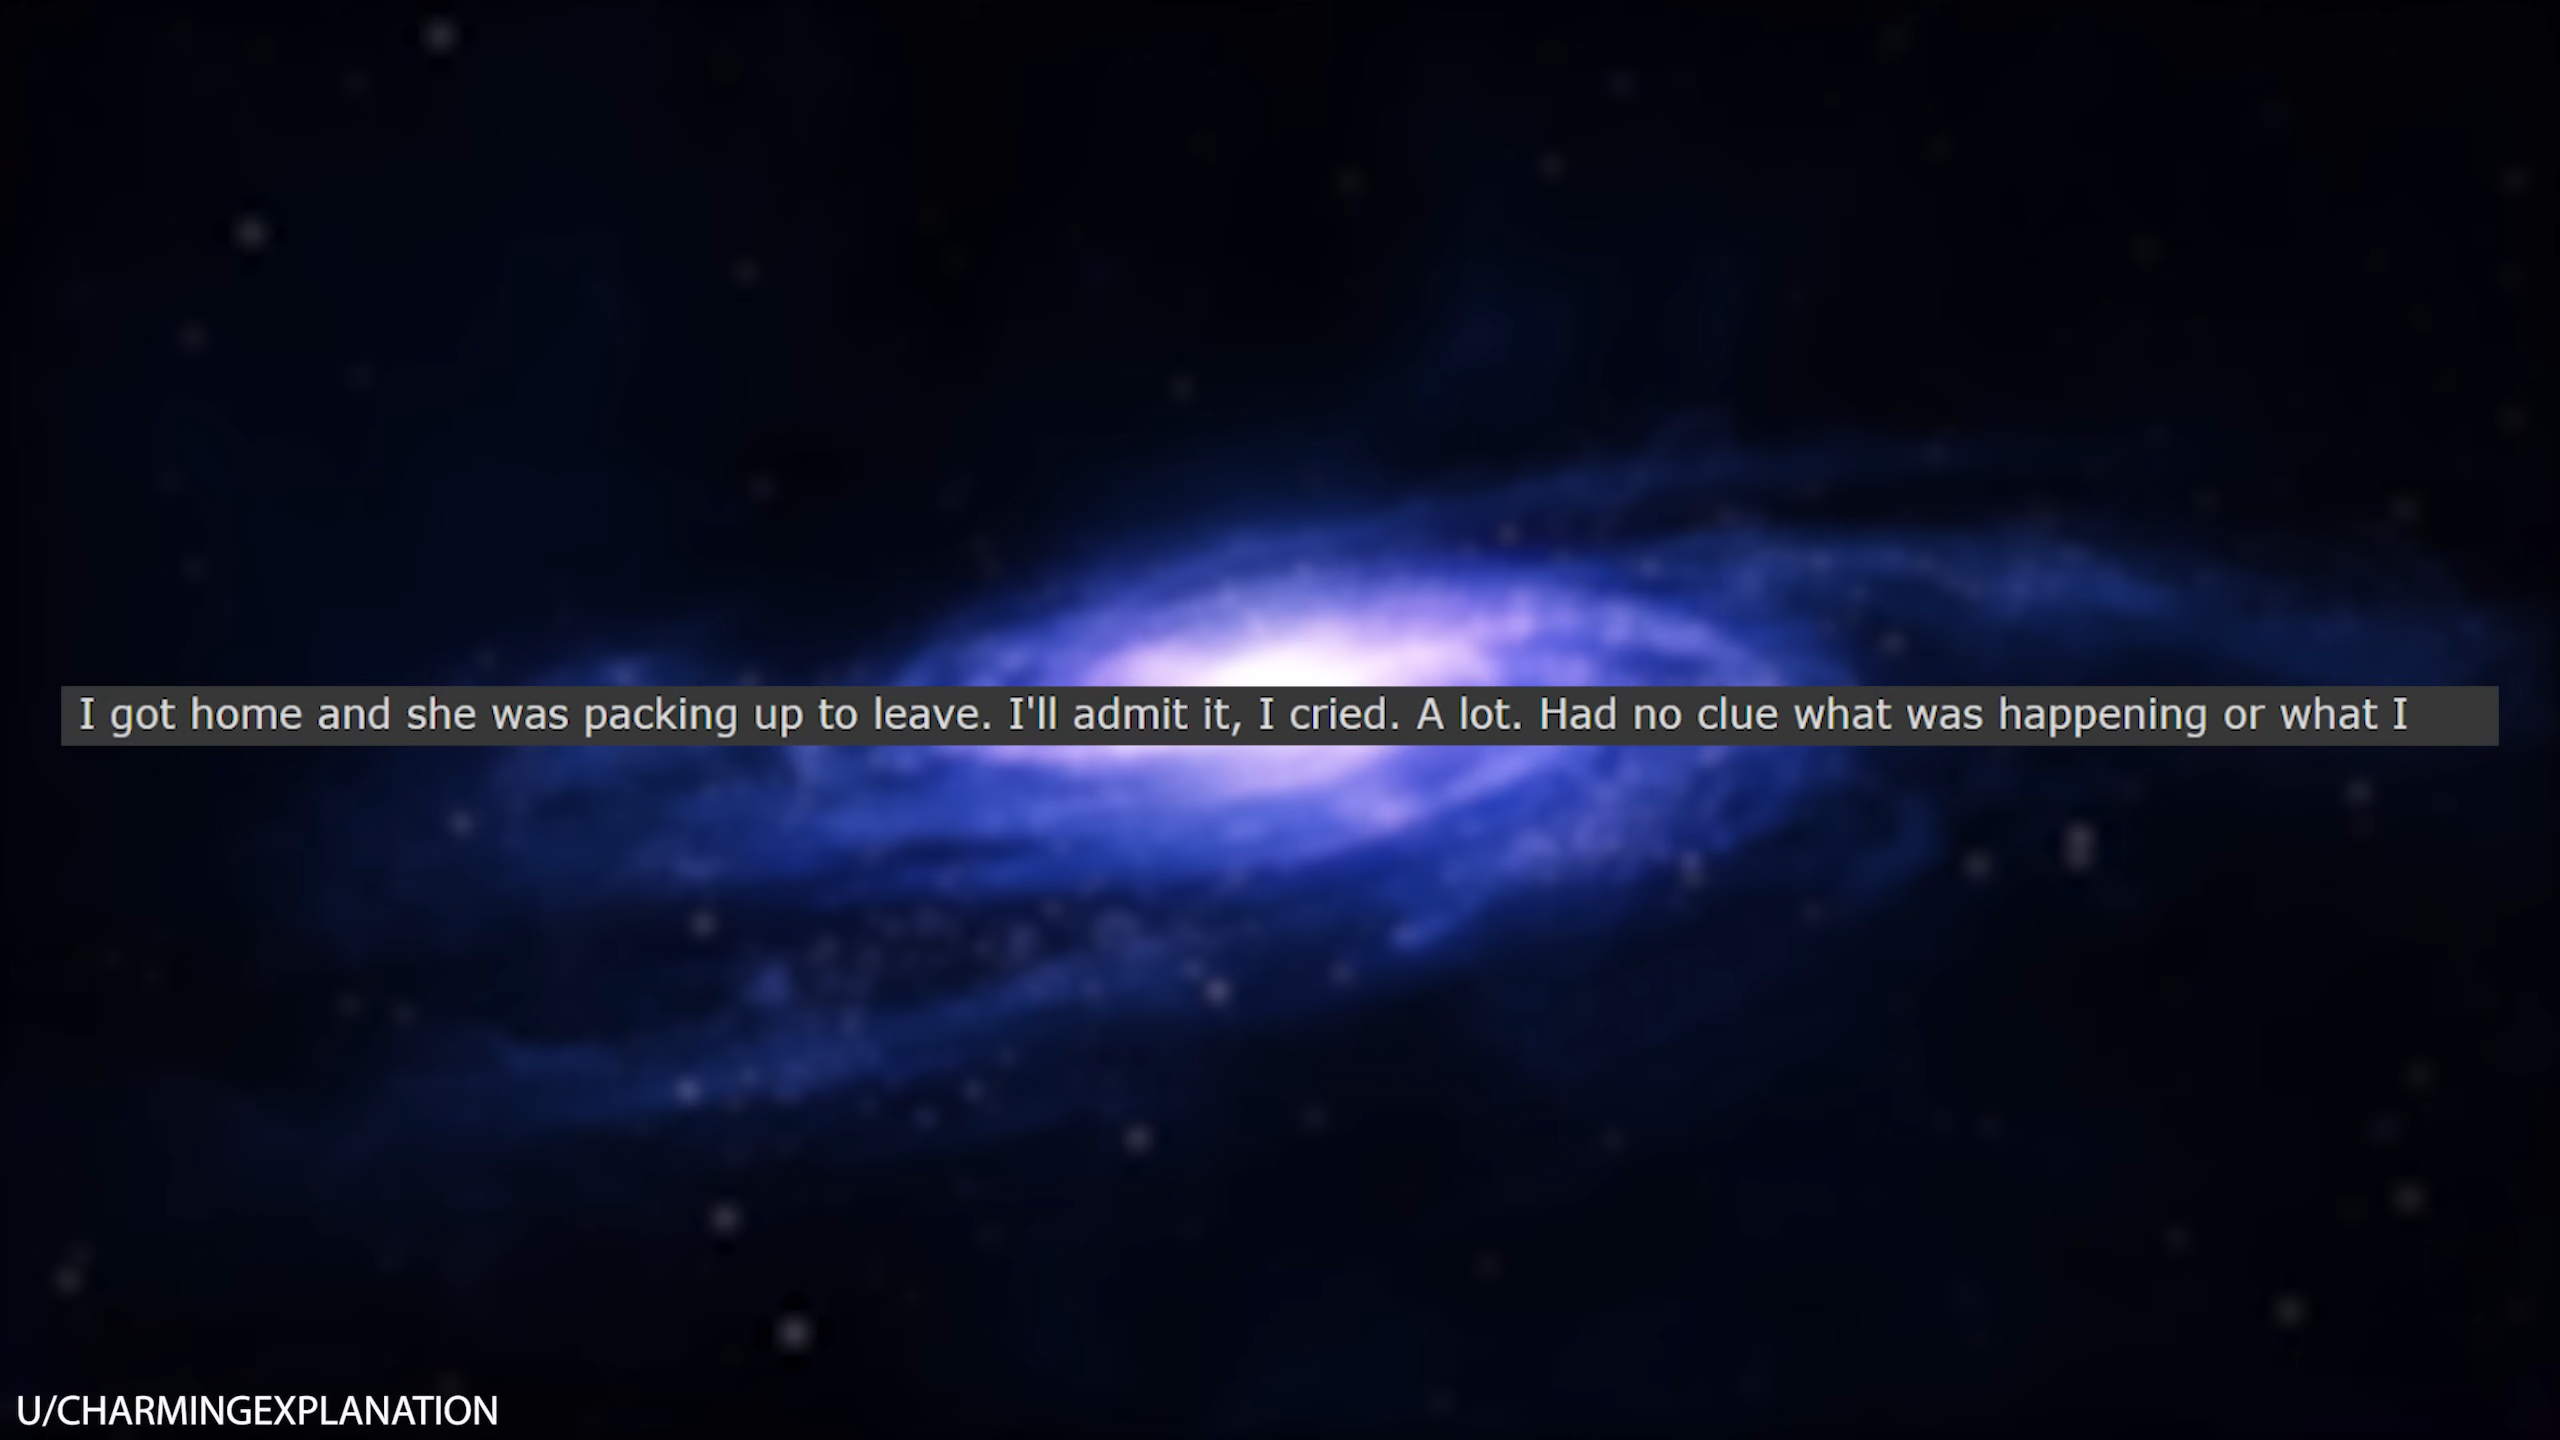 I got home and she was packing up to leave. I'll admit it, I cried. A lot. Had no clue what was happening or what I
U/CHARMINGEXPLANATION